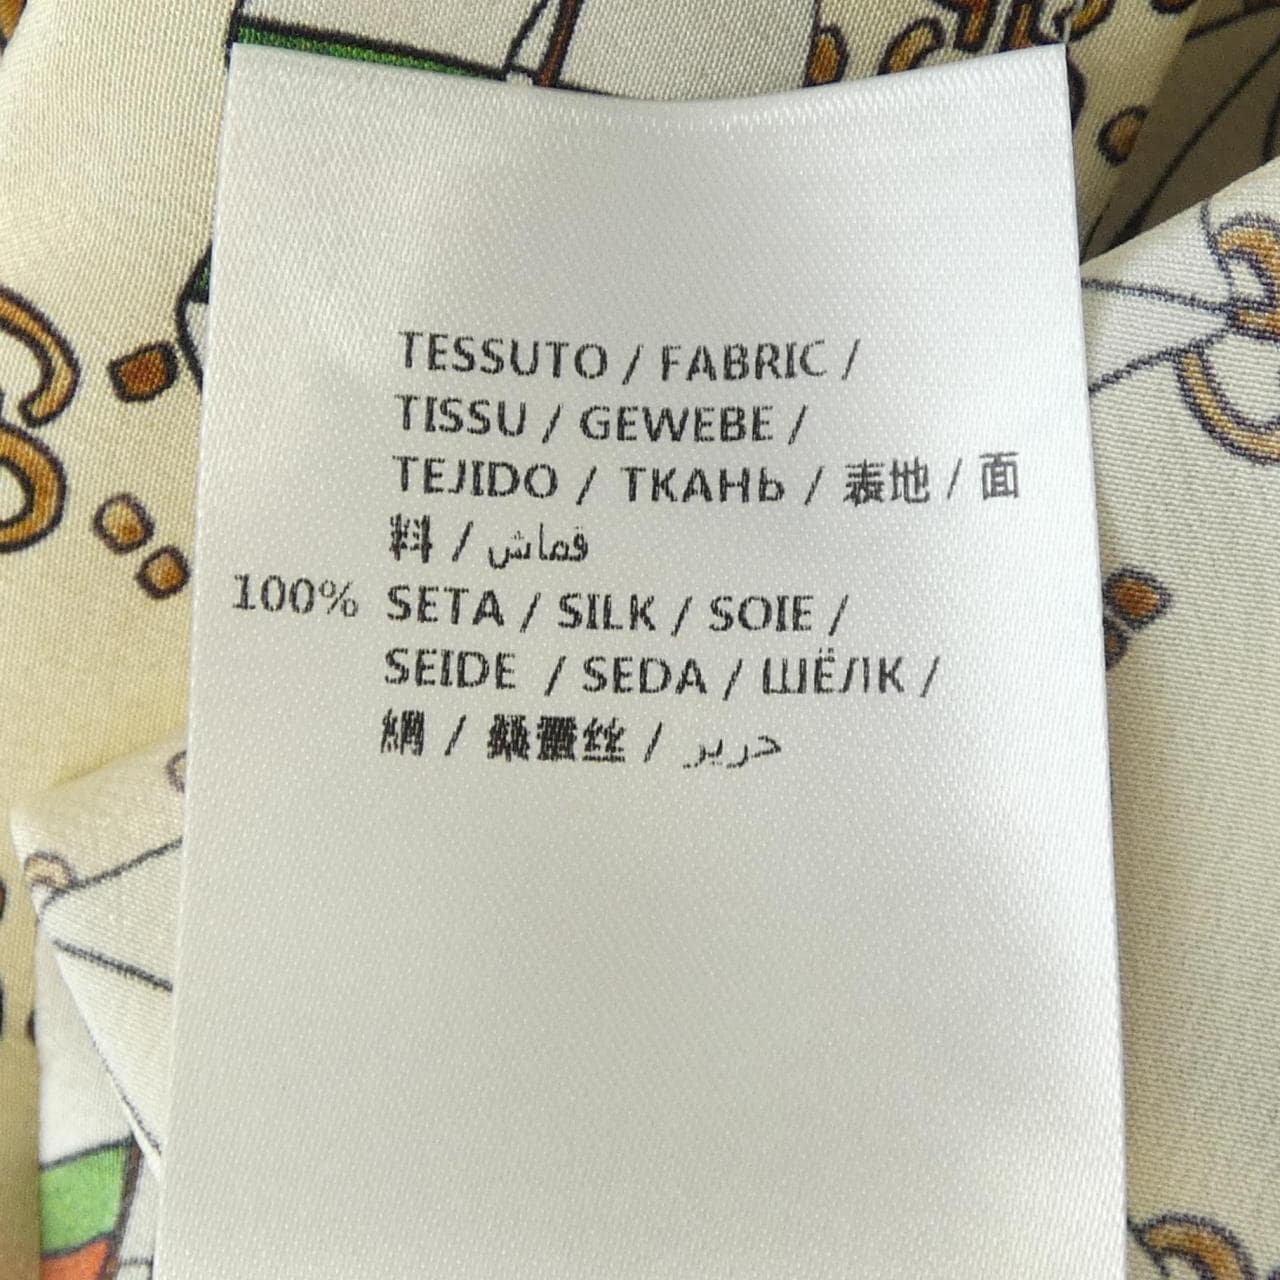 TESSUTO / FABRIC /
TISSU / GEWEBE /
TEJIDO / ТКАНЬ / 表地 / 面
料 / قماش
100% SETA / SILK / SOIE /
SEIDE / SEDA / ШЁЛК /
絹 / 桑蚕丝 / حرير